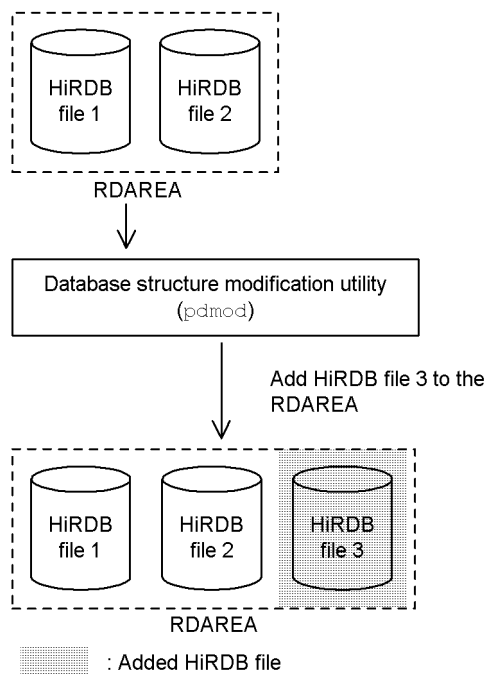 HiRDB
file 1
HiRDB
file 2
RDAREA
Database structure modification utility
(pdmod)
Add HiRDB file 3 to the
RDAREA
HiRDB
file 1
HiRDB
file 2
HiRDB
file 3
RDAREA
: Added HiRDB file